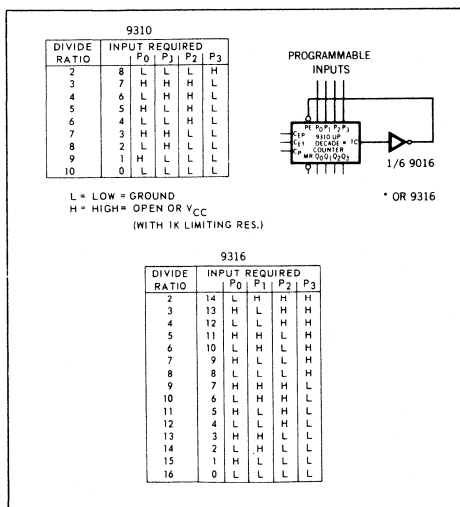 9310
DIVIDE RATIO INPUT REQUIRED
P0 P1 P2 P3
2 8 L L L H
3 7 H H H L
4 6 L H H L
5 5 H L H L
6 4 L L H L
7 3 H H L L
8 2 L H L L
9 1 H L L L
10 0 L L L L
L = LOW = GROUND
H = HIGH = OPEN OR VCC
(WITH 1K LIMITING RES.)
PROGRAMMABLE
INPUTS
PE P0 P1 P2 P3
CEP 9310 UP
CET DECADE * TC
CP COUNTER
MR Q0 Q1 Q2 Q3
1/6 9016
* OR 9316
9316
DIVIDE RATIO INPUT REQUIRED
P0 P1 P2 P3
2 14 L H H H
3 13 H L H H
4 12 L L H H
5 11 H H L H
6 10 L H L H
7 9 H L L H
8 8 L L L H
9 7 H H H L
10 6 L H H L
11 5 H L H L
12 4 L L H L
13 3 H H L L
14 2 L H L L
15 1 H L L L
16 0 L L L L